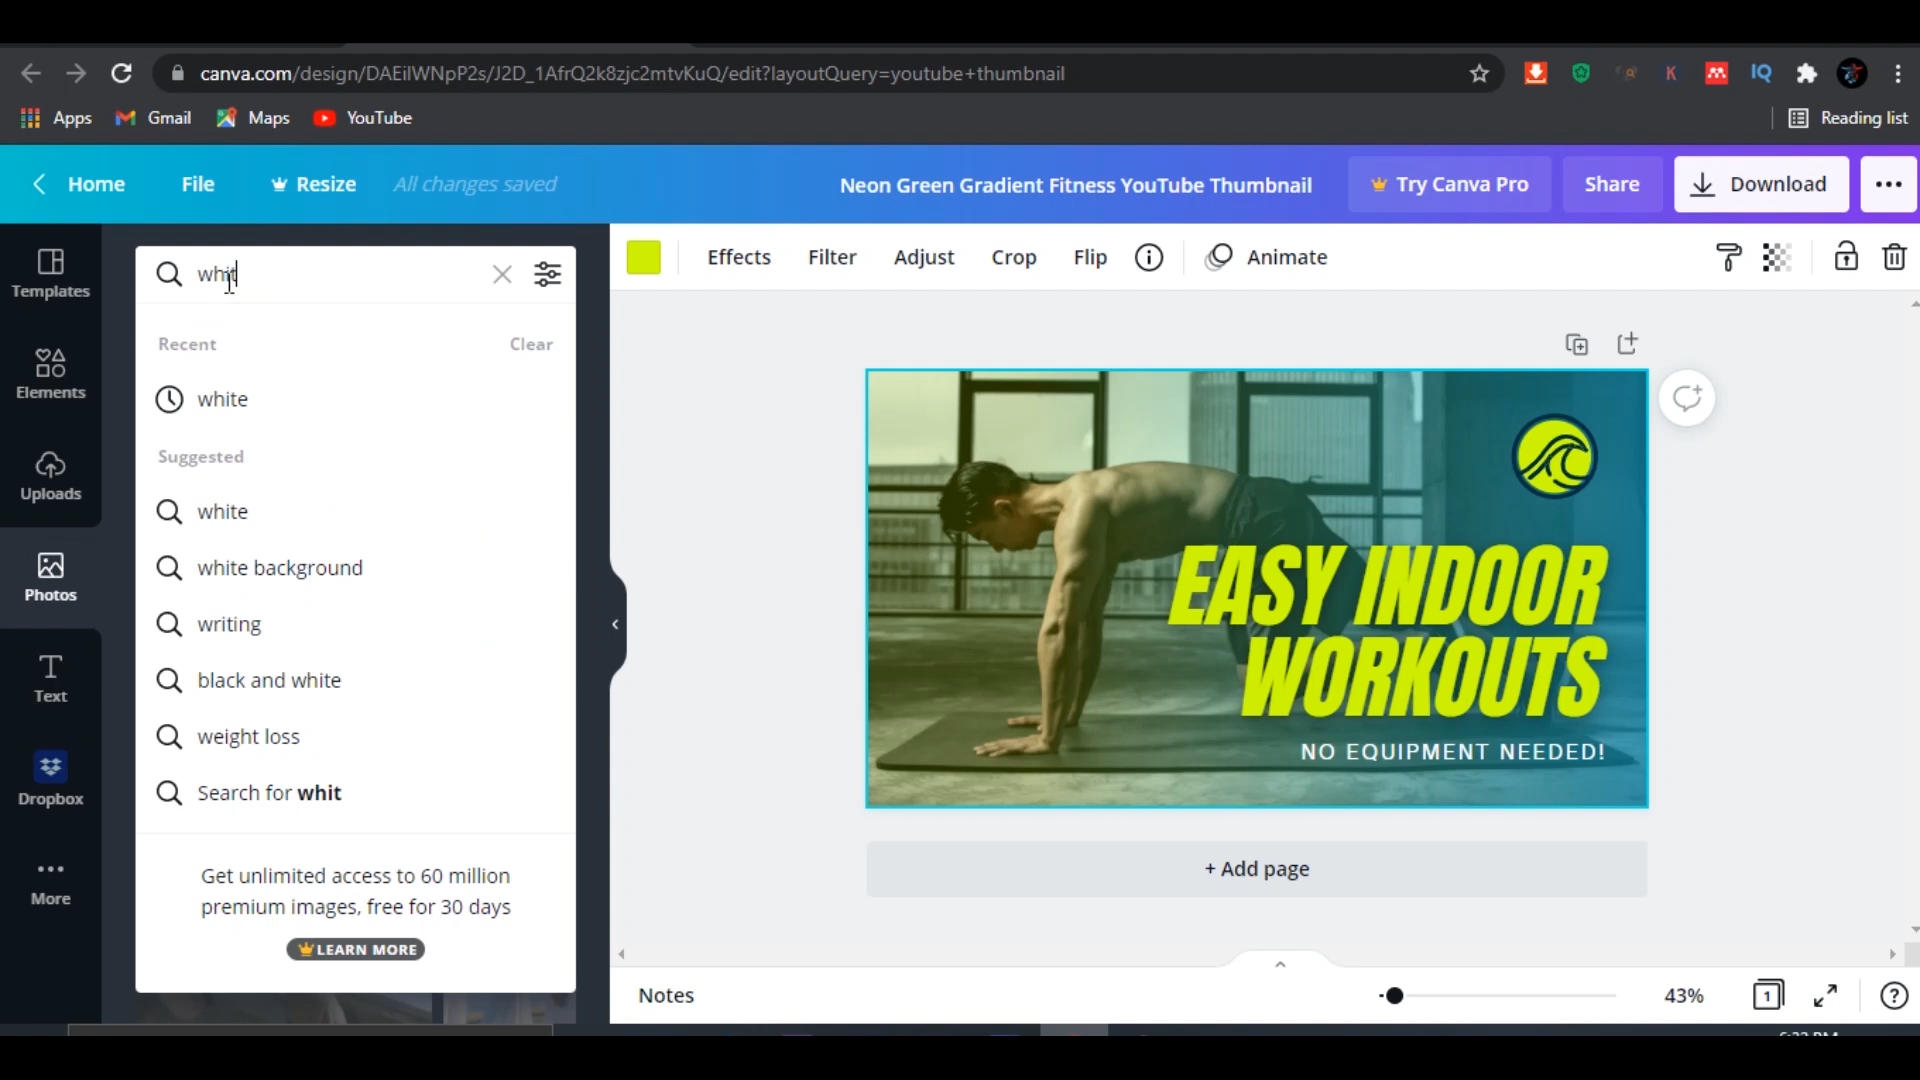 canva.com/design/DAEilWNpP2s/J2D_1AfrQ2k8zjc2mtvKuQ/edit?layoutQuery=youtube+thumbnail
K
IQ
Apps
Gmail
Maps
YouTube
Reading list
Home
File
Resize
All changes saved
Neon Green Gradient Fitness YouTube Thumbnail
Try Canva Pro
Share
Download
Templates
Elements
Uploads
Photos
Text
Dropbox
More
whit
Recent
Clear
white
Suggested
white
white background
writing
black and white
weight loss
Search for whit
Get unlimited access to 60 million
premium images, free for 30 days
LEARN MORE
Effects
Filter
Adjust
Crop
Flip
Animate
EASY INDOOR
WORKOUTS
NO EQUIPMENT NEEDED!
+ Add page
Notes
43%
1